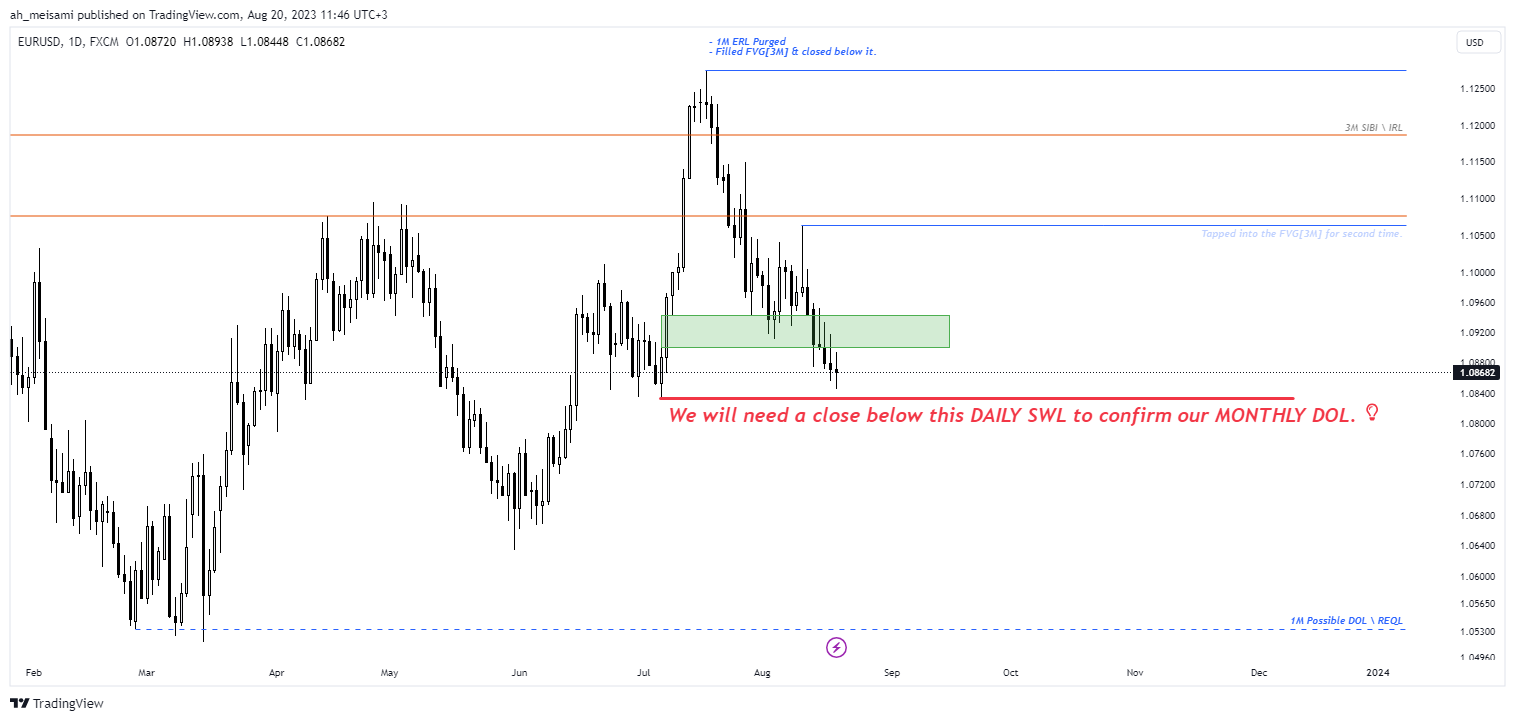 ah_meisami published on TradingView.com, Aug 20, 2023 11:46 UTC+3
EURUSD, 1D, FXCM O1.08720 H1.08938 L1.08448 C1.08682
- 1M ERL Purged
- Filled FVG[3M] & closed below it.
USD
1.12500
3M SIBI \ IRL
1.12000
1.11500
1.11000
Tapped into the FVG[3M] for second time.
1.10500
1.10000
1.09600
1.09200
1.08800
1.08682
1.08400
We will need a close below this DAILY SWL to confirm our MONTHLY DOL.
1.08000
1.07600
1.07200
1.06800
1.06400
1.06000
1.05650
1M Possible DOL \ REQL
1.05300
1.04960
Feb Mar Apr May Jun Jul Aug Sep Oct Nov Dec 2024
TradingView